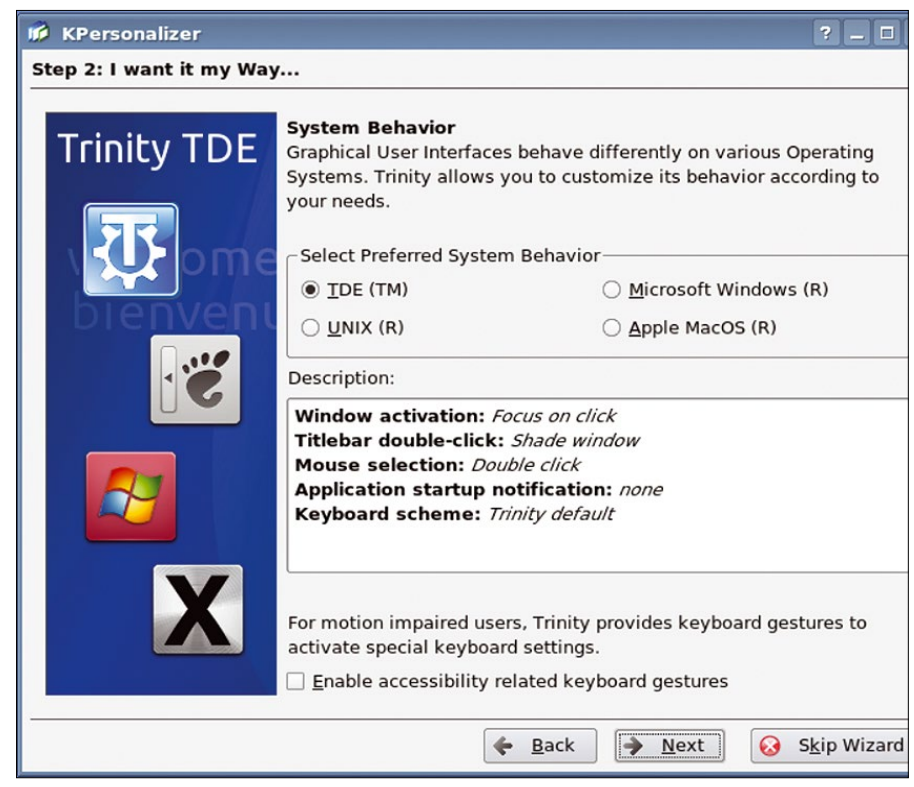 KPersonalizer
Step 2: I want it my Way...
Trinity TDE
System Behavior
Graphical User Interfaces behave differently on various Operating
Systems. Trinity allows you to customize its behavior according to
your needs.
Select Preferred System Behavior
TDE (TM)
Microsoft Windows (R)
UNIX (R)
Apple MacOS (R)
Description:
Window activation: Focus on click
Titlebar double-click: Shade window
Mouse selection: Double click
Application startup notification: none
Keyboard scheme: Trinity default
bienvenu
X
For motion impaired users, Trinity provides keyboard gestures to
activate special keyboard settings.
Enable accessibility related keyboard gestures
Back
Next
Skip Wizard